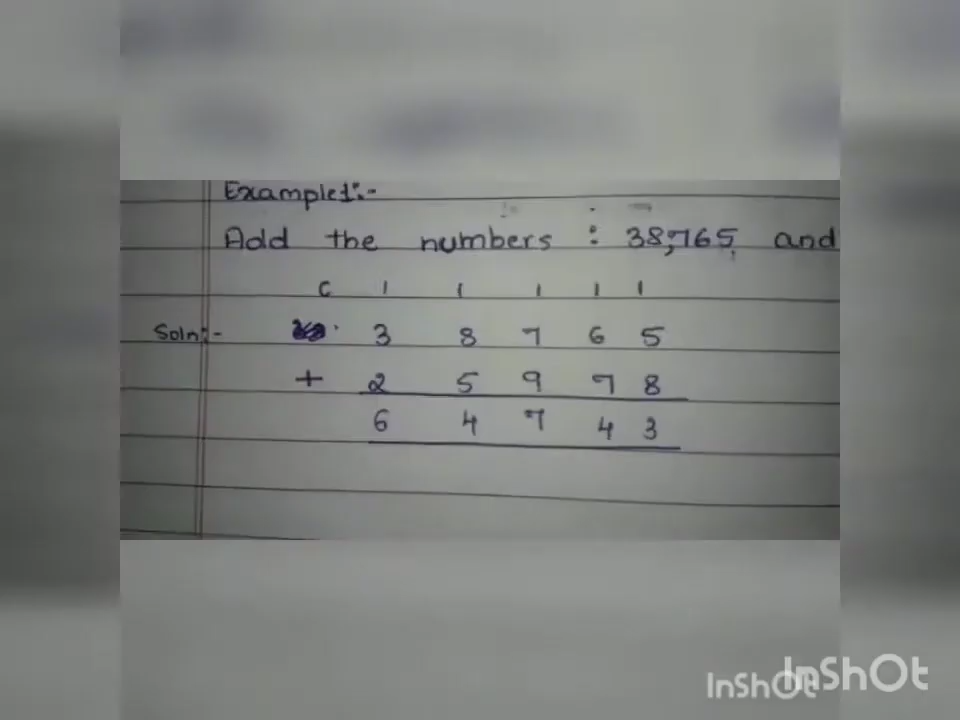 Example1:-
Add the numbers : 38,765, and
C 1 1 1 1 1
Soln:- 3 8 7 6 5
+ 2 5 9 7 8
6 4 7 4 3
InShOt
InShOt